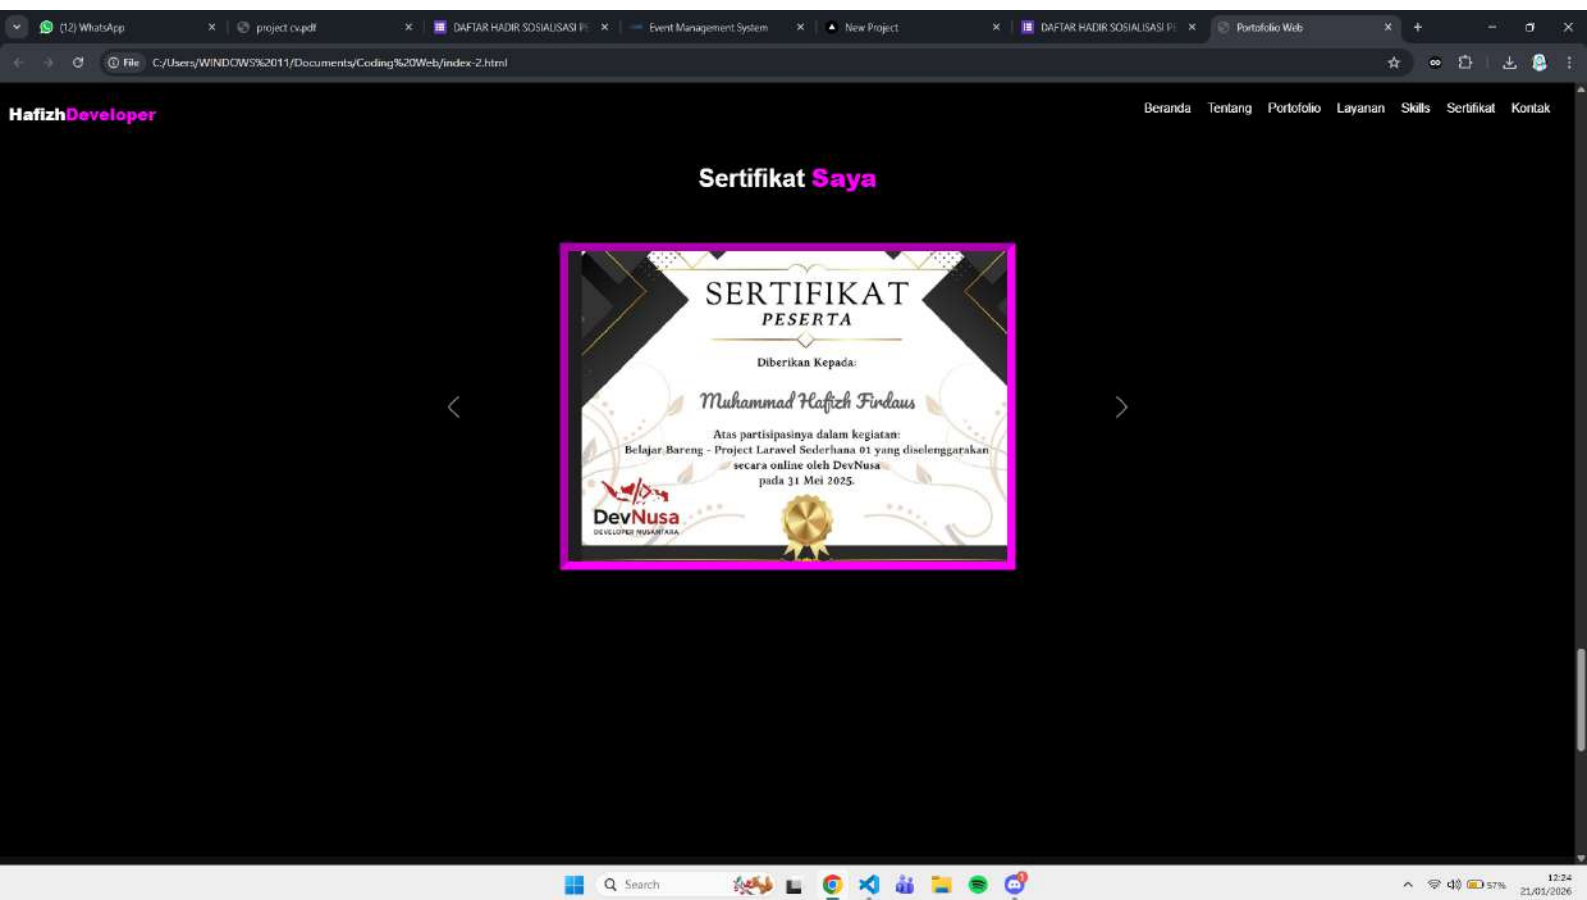 (12) WhatsApp
project cv.pdf
DAFTAR HADIR SOSIALISASI PE
Event Management System
New Project
DAFTAR HADIR SOSIALISASI PE
Portofolio Web
File C:/Users/WINDOWS%2011/Documents/Coding%20Web/index-2.html
HafizhDeveloper
Beranda Tentang Portofolio Layanan Skills Sertifikat Kontak
Sertifikat Saya
SERTIFIKAT
PESERTA
Diberikan Kepada:
Muhammad Hafizh Firdaus
Atas partisipasinya dalam kegiatan:
Belajar Bareng - Project Laravel Sederhana 01 yang diselenggarakan
secara online oleh DevNusa
pada 31 Mei 2025.
DevNusa
DEVELOPER NUSANTARA
Search
57%
12:24
21/01/2026